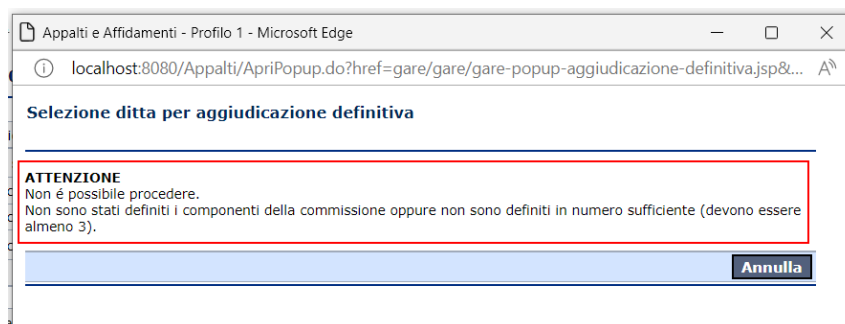 Appalti e Affidamenti - Profilo 1 - Microsoft Edge
localhost:8080/Appalti/ApriPopup.do?href=gare/gare/gare-popup-aggiudicazione-definitiva.jsp&...
Selezione ditta per aggiudicazione definitiva
ATTENZIONE
Non é possibile procedere.
Non sono stati definiti i componenti della commissione oppure non sono definiti in numero sufficiente (devono essere
almeno 3).
Annulla